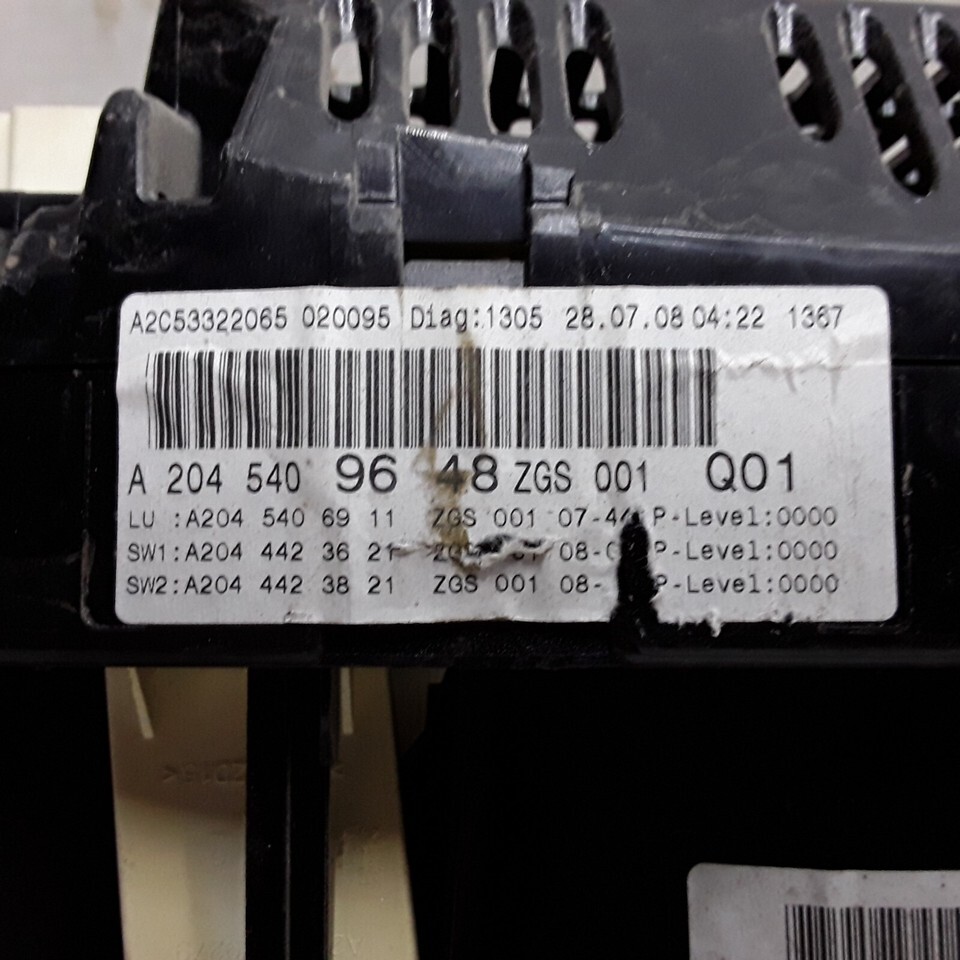 A2C53322065 020095 Diag:1305 28.07.08 04:22 1367
A 204 540 96 48 ZGS 001 Q01
LU :A204 540 69 11 ZGS 001 07-44 P-Level:0000
SW1:A204 442 36 21 08- P-Level:0000
SW2:A204 442 38 21 ZGS 001 08- P-Level:0000